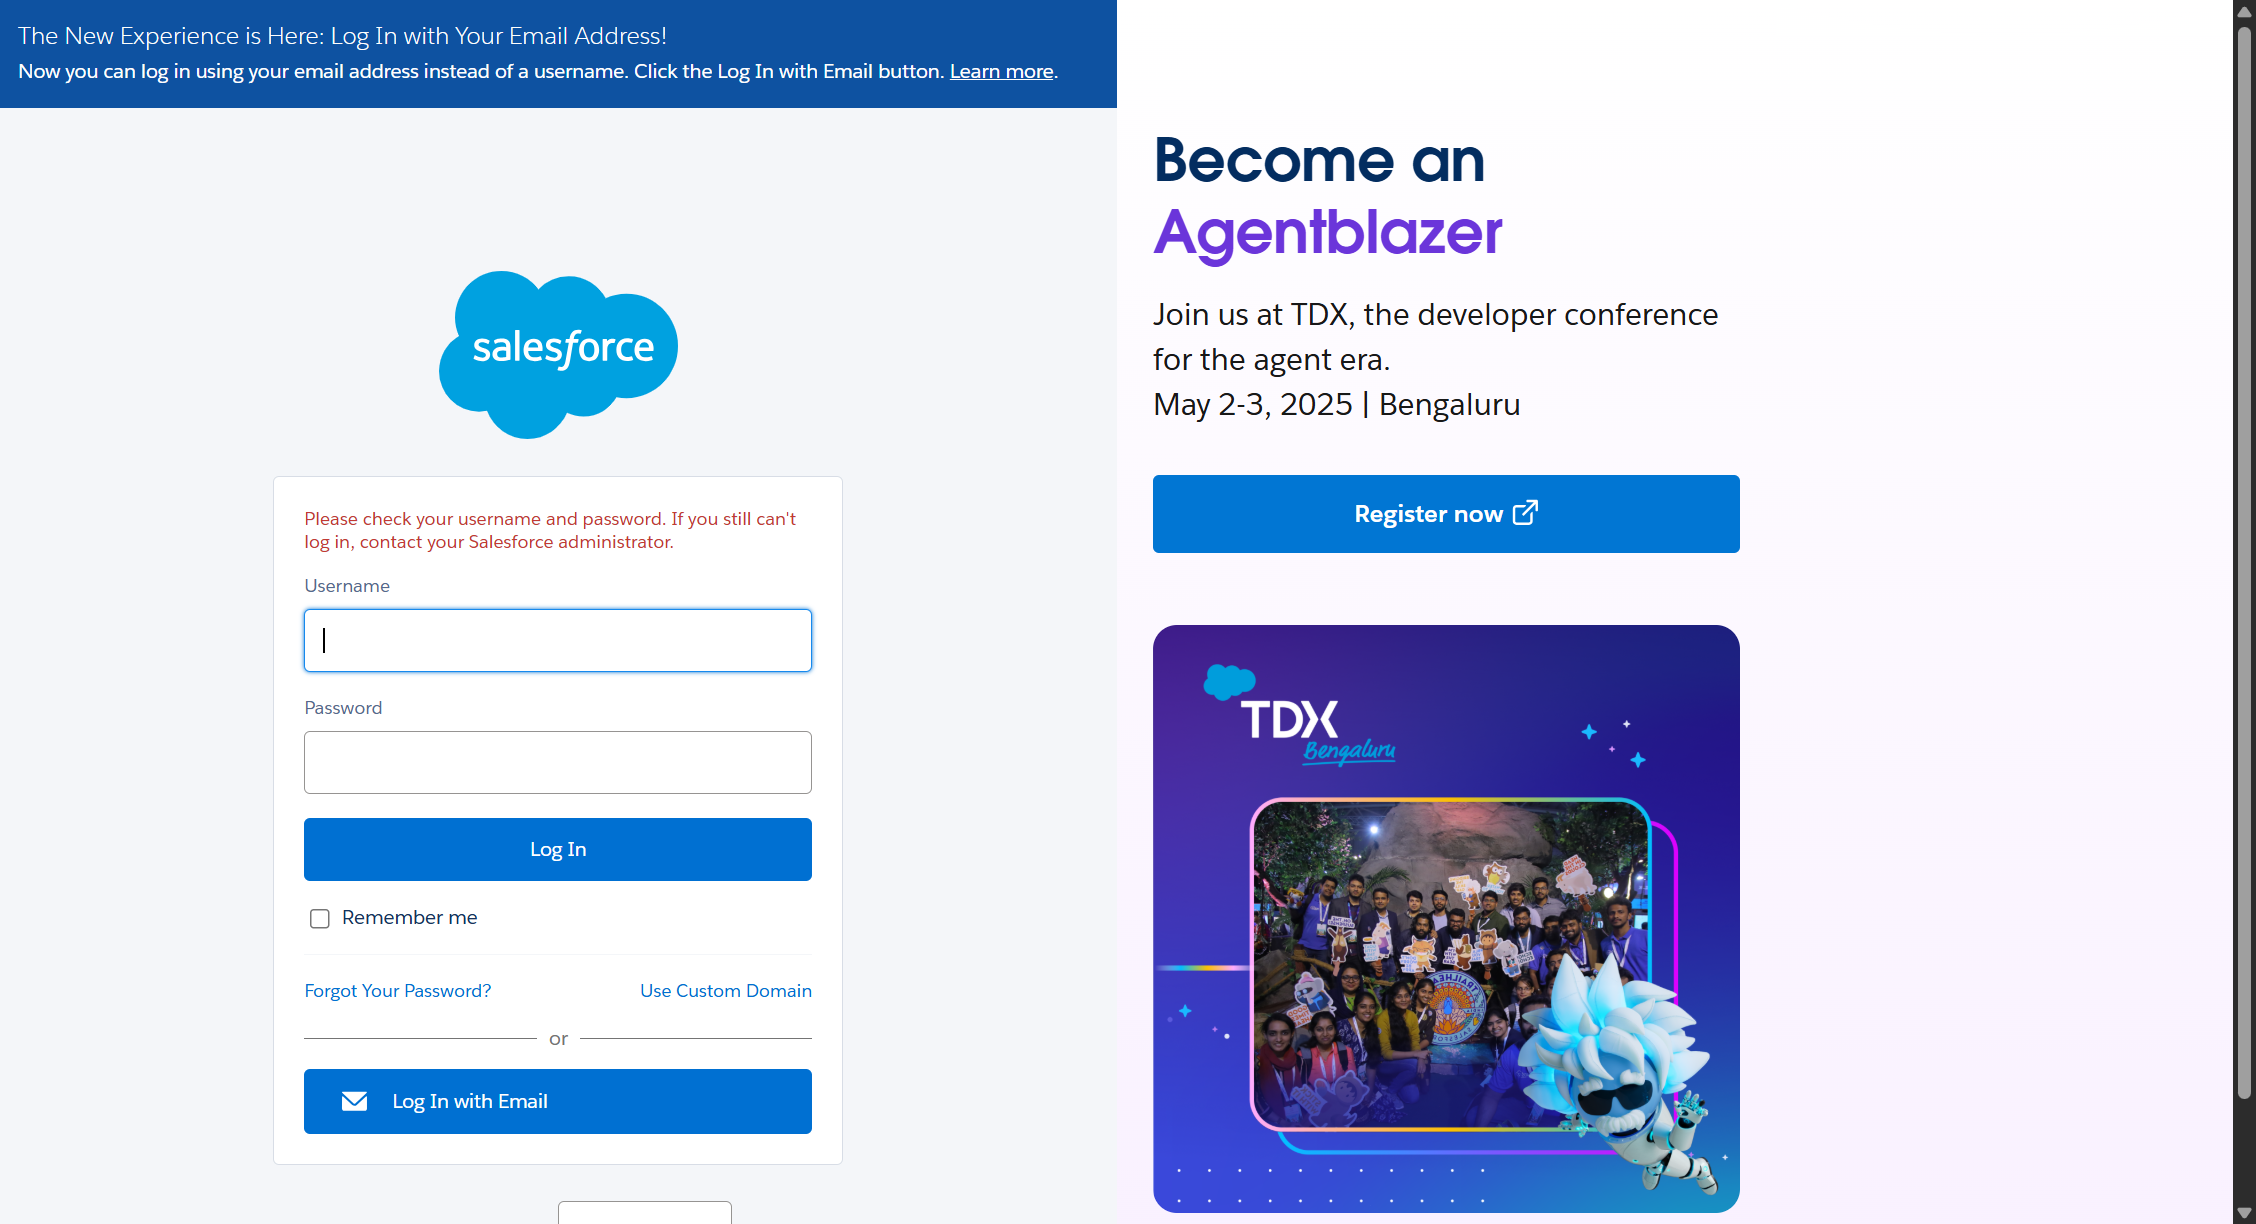 The New Experience is Here: Log In with Your Email Address!
Now you can log in using your email address instead of a username. Click the Log In with Email button. Learn more.
salesforce
Please check your username and password. If you still can't
log in, contact your Salesforce administrator.
Username
Password
Log In
Remember me
Forgot Your Password?
Use Custom Domain
or
Log In with Email
Become an
Agentblazer
Join us at TDX, the developer conference
for the agent era.
May 2-3, 2025 | Bengaluru
Register now
TDX
Bengaluru